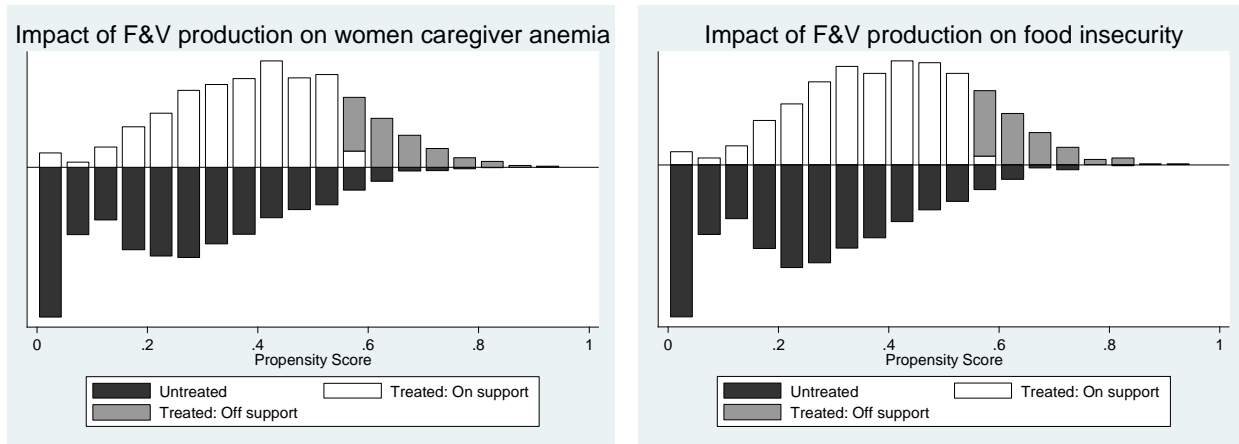 Impact of F&V production on women caregiver anemia
0 .2 .4 .6 .8 1
Propensity Score
Untreated Treated: On support
Treated: Off support
Impact of F&V production on food insecurity
0 .2 .4 .6 .8 1
Propensity Score
Untreated Treated: On support
Treated: Off support